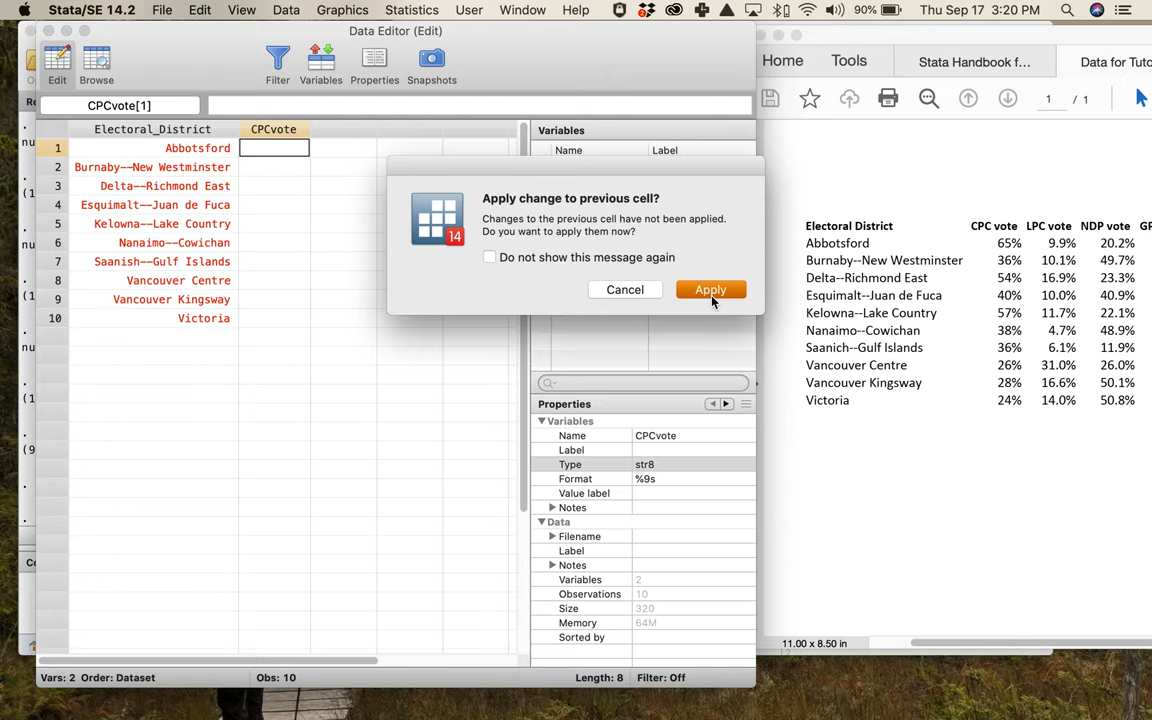 Stata/SE 14.2 File Edit View Data Graphics Statistics User Window Help 90% Thu Sep 17 3:20 PM
Data Editor (Edit)
Edit Browse Filter Variables Properties Snapshots
CPCvote[1]
Electoral_District CPCvote
1 Abbotsford
2 Burnaby--New Westminster
3 Delta--Richmond East
4 Esquimalt--Juan de Fuca
5 Kelowna--Lake Country
6 Nanaimo--Cowichan
7 Saanish--Gulf Islands
8 Vancouver Centre
9 Vancouver Kingsway
10 Victoria
Variables
Name Label
14
Apply change to previous cell?
Changes to the previous cell have not been applied.
Do you want to apply them now?
Do not show this message again
Cancel Apply
Properties
Variables
Name CPCvote
Label
Type str8
Format %9s
Value label
Notes
Data
Filename
Label
Notes
Variables 2
Observations 10
Size 320
Memory 64M
Sorted by
Vars: 2 Order: Dataset Obs: 10 Length: 8 Filter: Off
Home Tools Stata Handbook f... Data for Tuto
1 / 1
Electoral District CPC vote LPC vote NDP vote GP
Abbotsford 65% 9.9% 20.2%
Burnaby--New Westminster 36% 10.1% 49.7%
Delta--Richmond East 54% 16.9% 23.3%
Esquimalt--Juan de Fuca 40% 10.0% 40.9%
Kelowna--Lake Country 57% 11.7% 22.1%
Nanaimo--Cowichan 38% 4.7% 48.9%
Saanich--Gulf Islands 36% 6.1% 11.9%
Vancouver Centre 26% 31.0% 26.0%
Vancouver Kingsway 28% 16.6% 50.1%
Victoria 24% 14.0% 50.8%
11.00 x 8.50 in